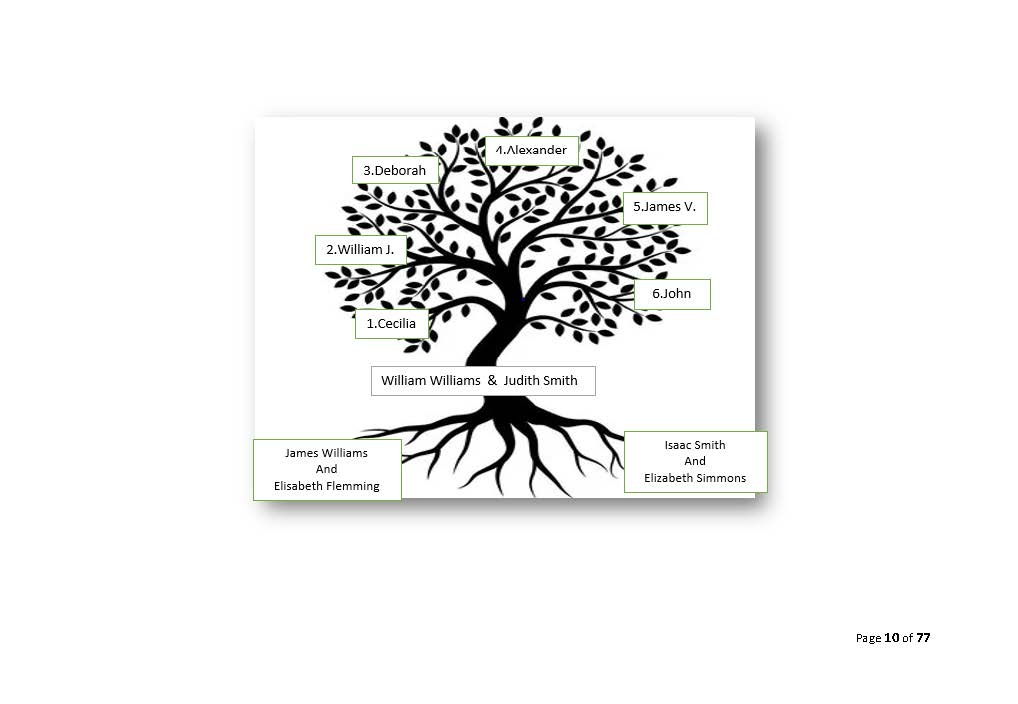 4.Alexander
3.Deborah
5.James V.
2.William J.
6.John
1.Cecilia
William Williams & Judith Smith
James Williams
And
Elisabeth Flemming
Isaac Smith
And
Elizabeth Simmons
Page 10 of 77